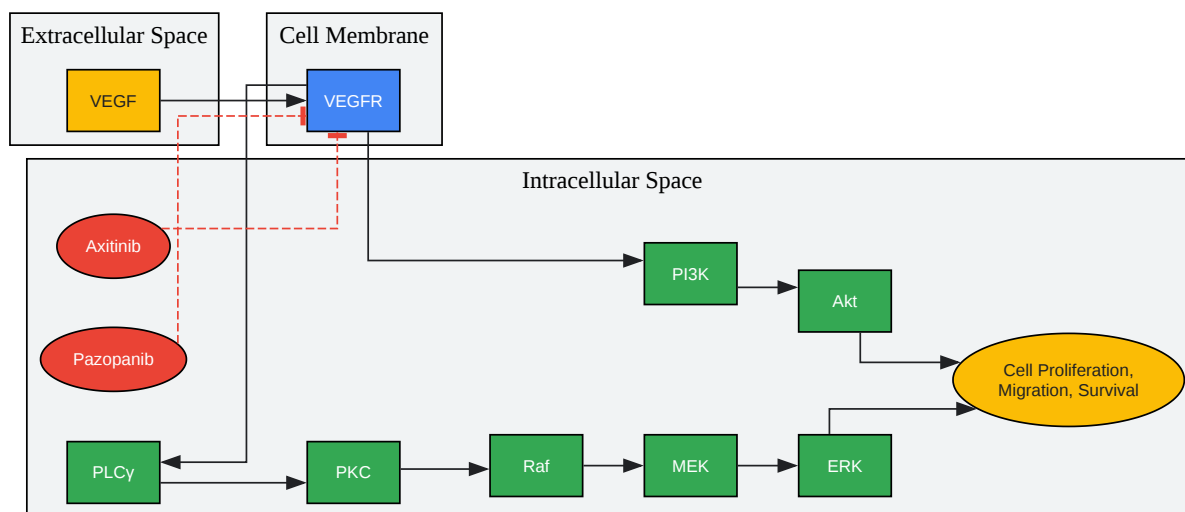 Extracellular Space
Cell Membrane
VEGF
VEGFR
Intracellular Space
Axitinib
PI3K
Akt
Pazopanib
Cell Proliferation,
Migration, Survival
PLCγ
PKC
Raf
MEK
ERK